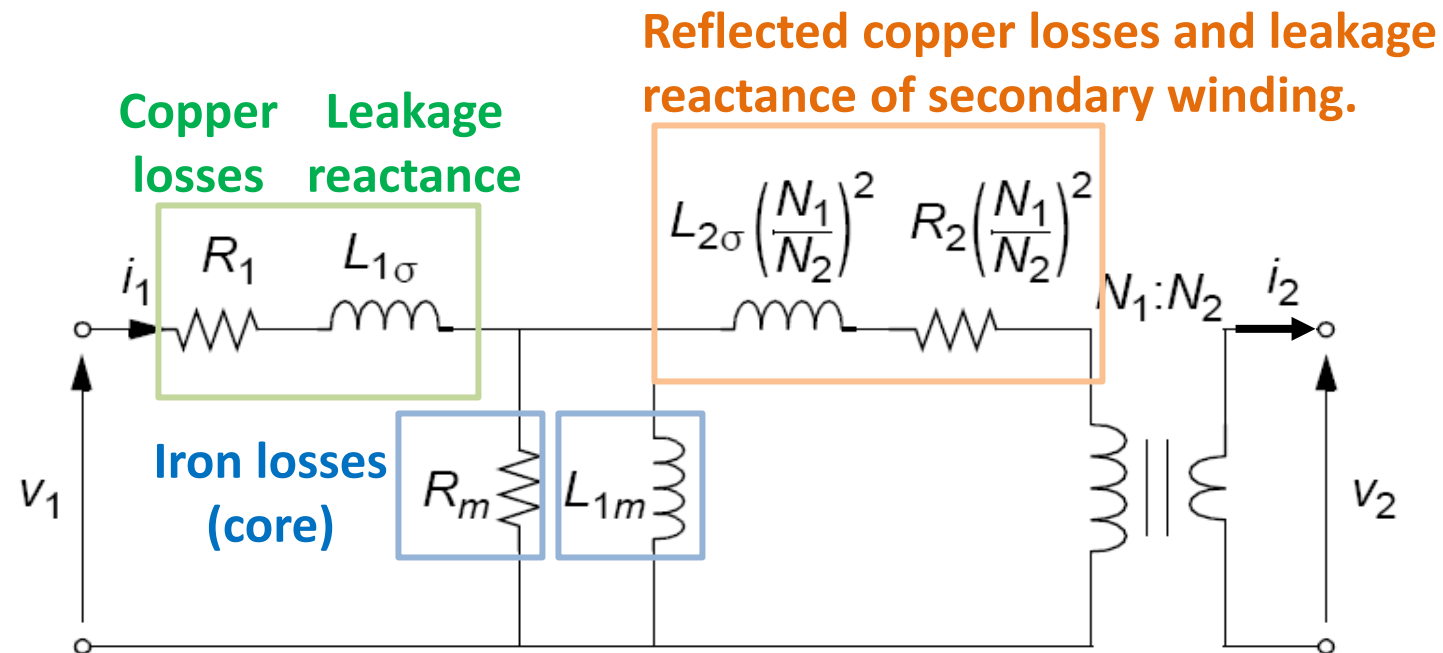 Reflected copper losses and leakage
reactance of secondary winding.
Copper
losses
Leakage
reactance
i₁
R₁
L₁σ
L₂σ(N₁/N₂)²
R₂(N₁/N₂)²
N₁:N₂
i₂
Iron losses
(core)
v₁
Rₘ
L₁ₘ
v₂